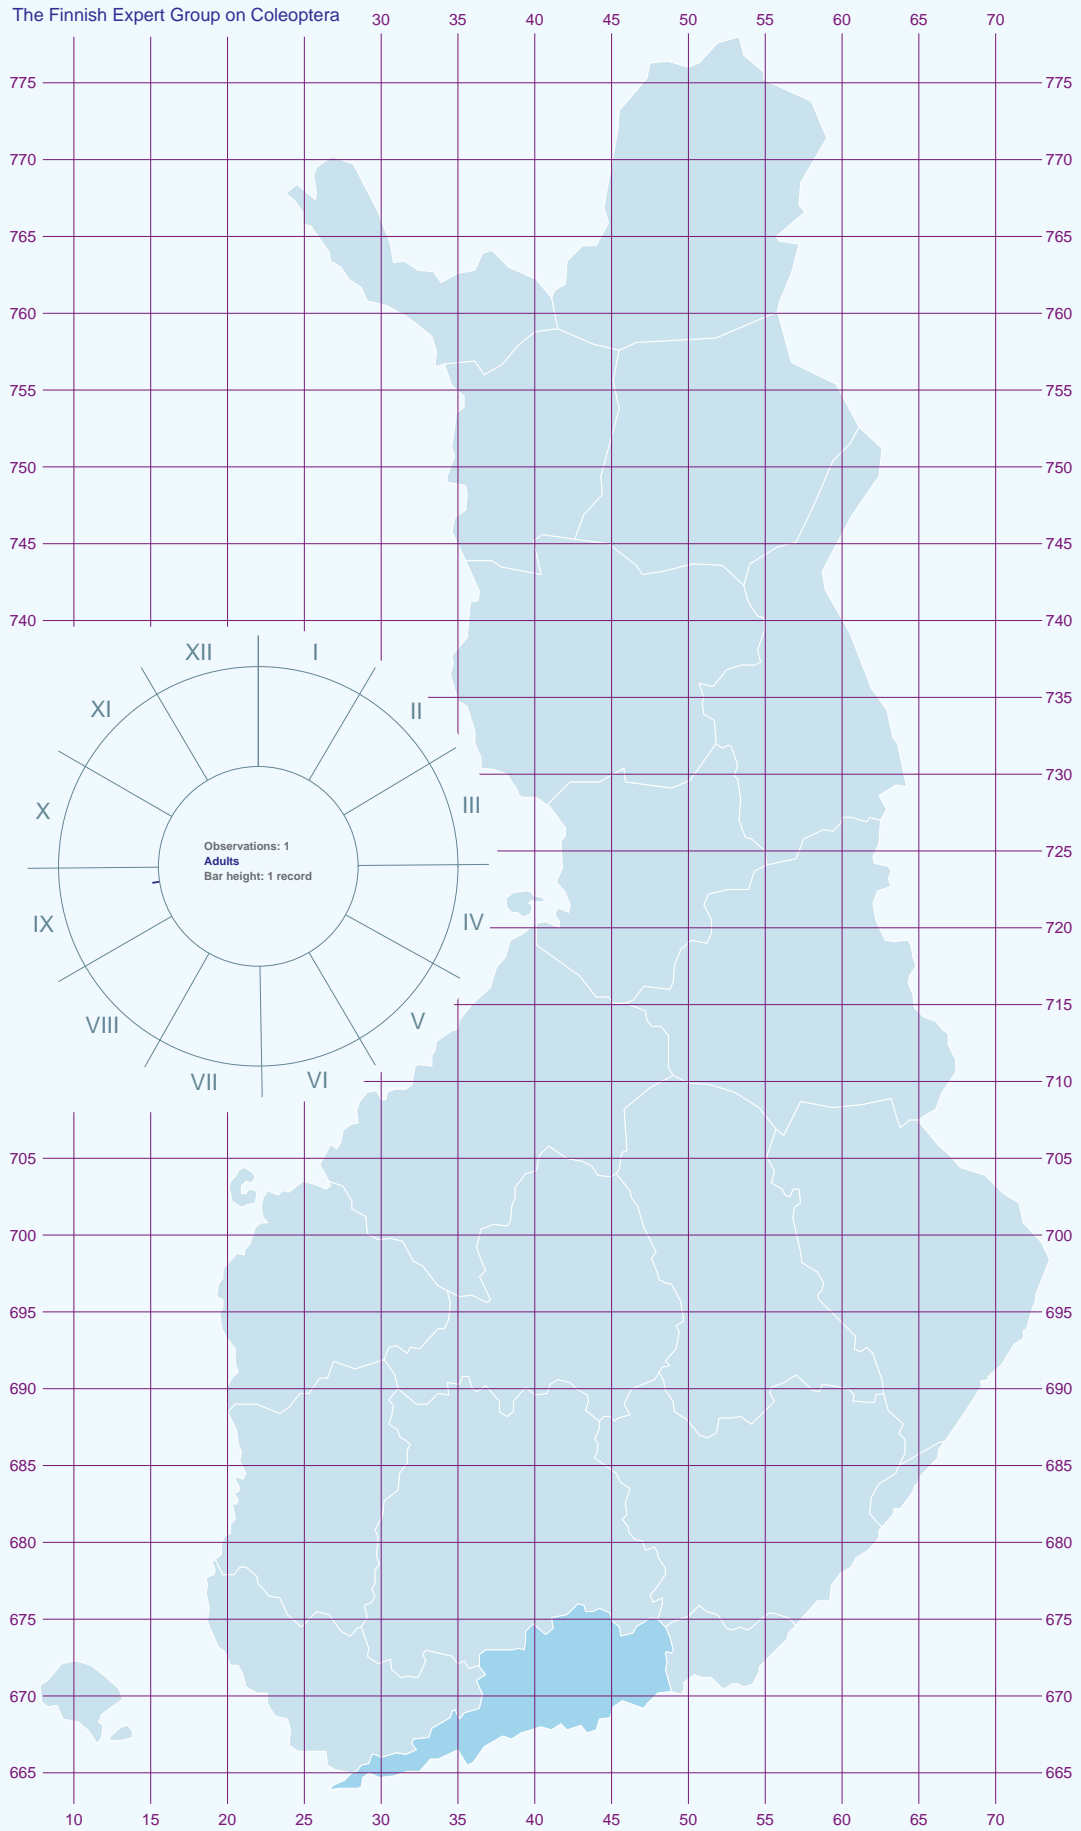 The Finnish Expert Group on Coleoptera
30 35 40 45 50 55 60 65 70
775 775
770 770
765 765
760 760
755 755
750 750
745 745
740 740
XII I
XI II
735
730
X III
725
Observations: 1
Adults
Bar height: 1 record
IX IV
720
715
VIII V
VII VI
710
705 705
700 700
695 695
690 690
685 685
680 680
675 675
670 670
665 665
10 15 20 25 30 35 40 45 50 55 60 65 70